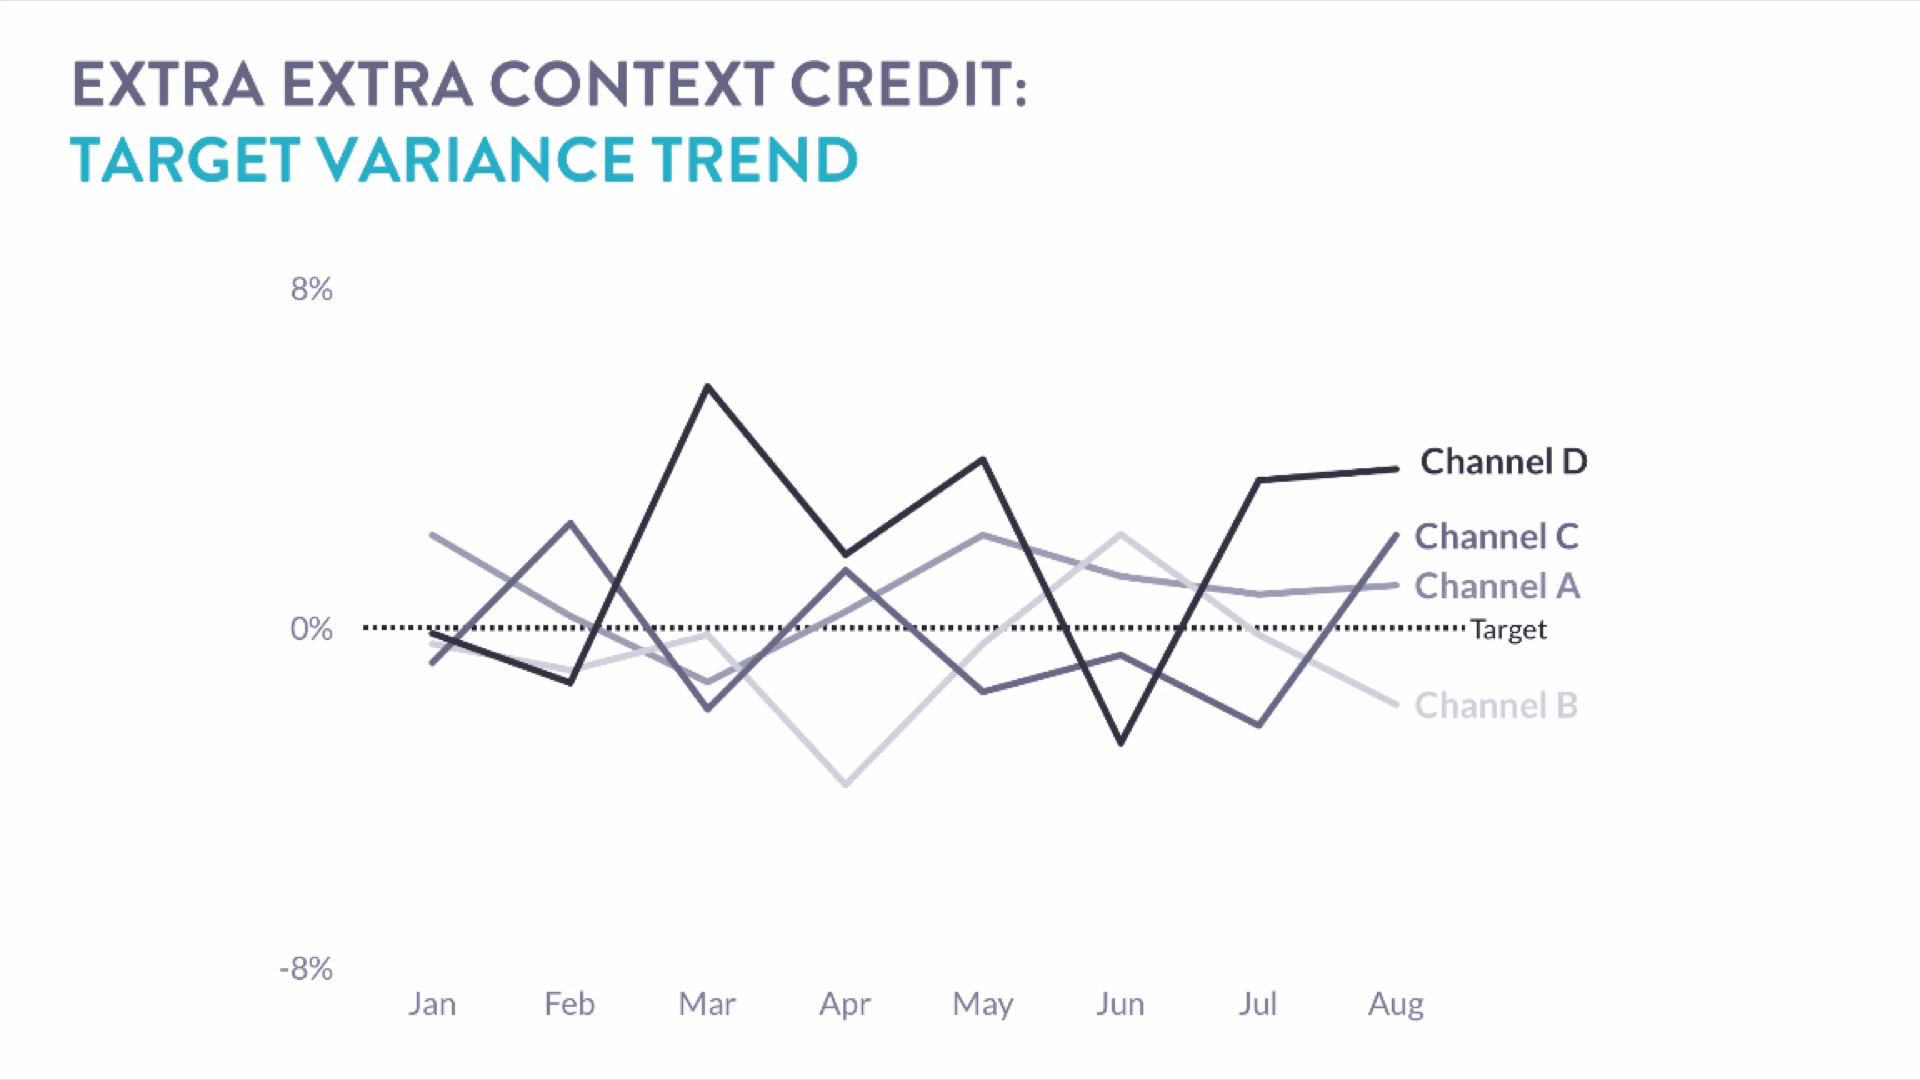 EXTRA EXTRA CONTEXT CREDIT:
TARGET VARIANCE TREND
8%
Channel D
Channel C
Channel A
0%
Target
Channel B
-8%
Jan Feb Mar Apr May Jun Jul Aug